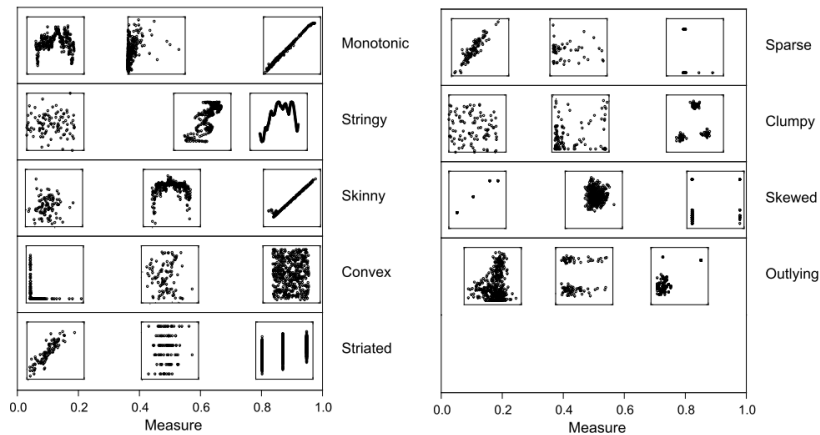 Monotonic
Stringy
Skinny
Convex
Striated
0.0 0.2 0.4 0.6 0.8 1.0
Measure
Sparse
Clumpy
Skewed
Outlying
0.0 0.2 0.4 0.6 0.8 1.0
Measure